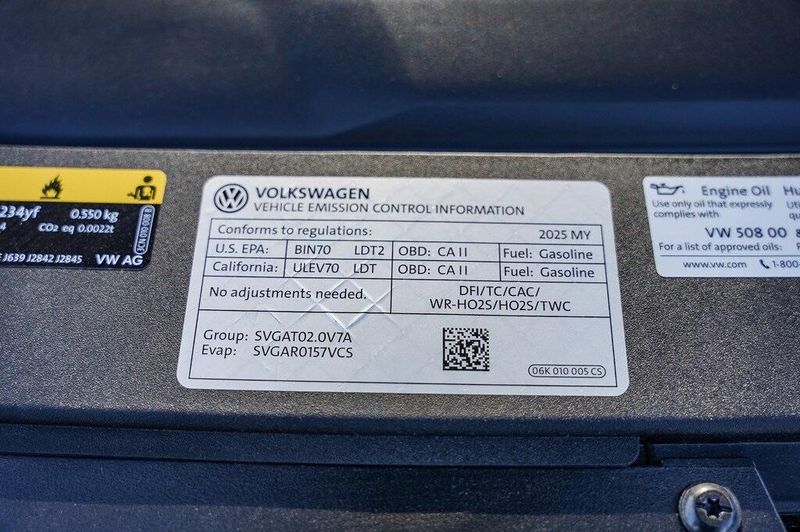 234yf 0.550 kg
CO2 eq 0.0022t
J639 J2842 J2845 VW AG
VOLKSWAGEN
VEHICLE EMISSION CONTROL INFORMATION
Conforms to regulations: 2025 MY
U.S. EPA: BIN70 LDT2 OBD: CA II Fuel: Gasoline
California: ULEV70 LDT OBD: CA II Fuel: Gasoline
No adjustments needed. DFI/TC/CAC/
WR-HO2S/HO2S/TWC
Group: SVGAT02.0V7A
Evap: SVGAR0157VCS
06K 010 005 CS
Engine Oil
Use only oil that expressly
complies with
VW 508 00
For a list of approved oils:
www.vw.com 1-800-